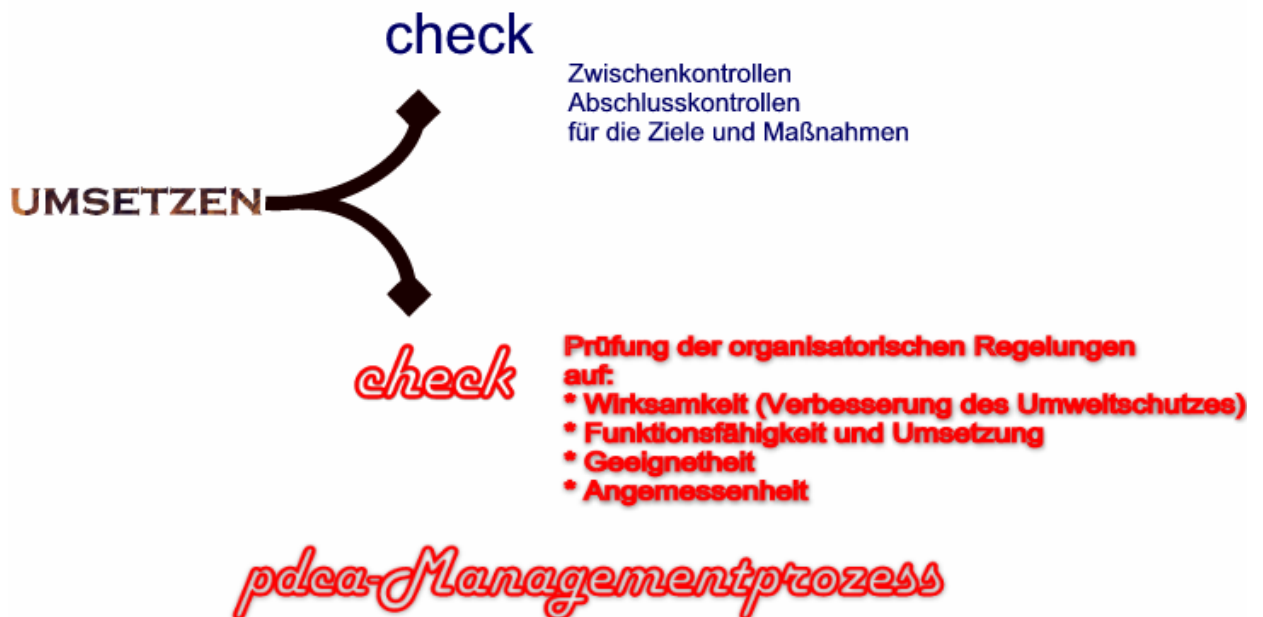 check
Zwischenkontrollen
Abschlusskontrollen
für die Ziele und Maßnahmen
UMSETZEN
check
Prüfung der organisatorischen Regelungen
auf:
* Wirksamkeit (Verbesserung des Umweltschutzes)
* Funktionsfähigkeit und Umsetzung
* Geeignetheit
* Angemessenheit
pdca-Managementprozess